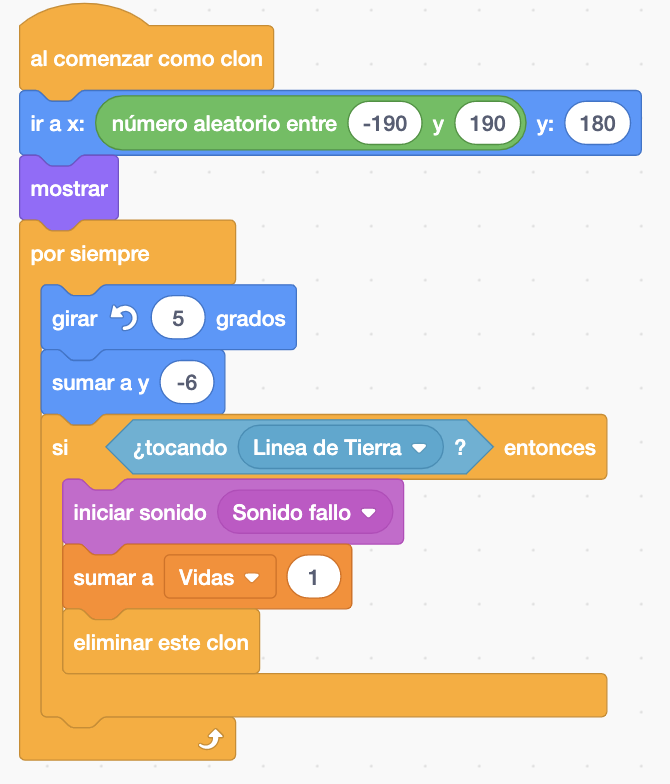 al comenzar como clon
ir a x: número aleatorio entre -190 y 190 y: 180
mostrar
por siempre
girar 5 grados
sumar a y -6
si ¿tocando Linea de Tierra ? entonces
iniciar sonido Sonido fallo
sumar a Vidas 1
eliminar este clon